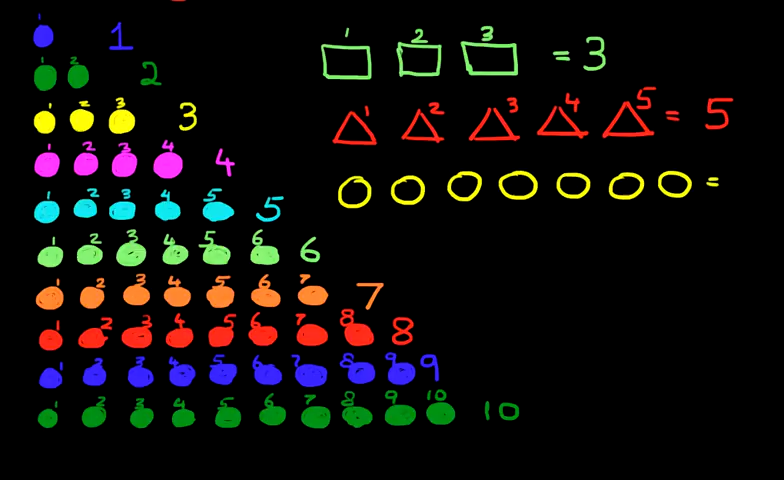 1
1
1 2
2
1 2 3
3
1 2 3 4
4
1 2 3 4 5
5
1 2 3 4 5 6
6
1 2 3 4 5 6 7
7
1 2 3 4 5 6 7 8
8
1 2 3 4 5 6 7 8 9
9
1 2 3 4 5 6 7 8 9 10
10
1 2 3
= 3
1 2 3 4 5
= 5
=